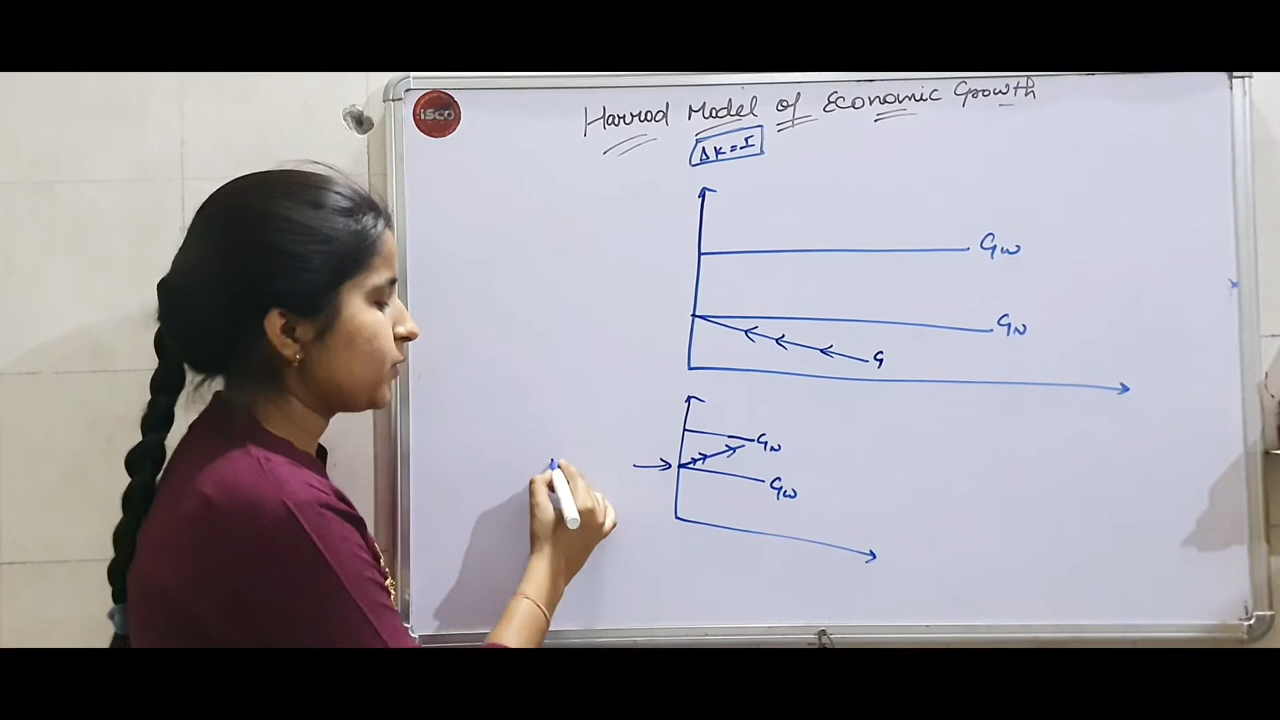 Harrod Model of Economic Growth
isco
ΔK=I
Gw
GN
G
GN
Gw